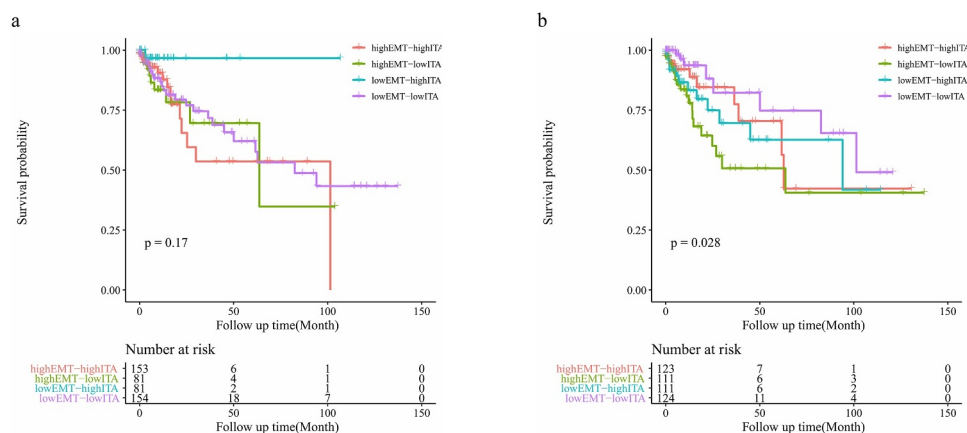 a
highEMT-highITA
highEMT-lowITA
lowEMT-highITA
lowEMT-lowITA
1.00
0.75
0.50
0.25
0.00
Survival probability
p = 0.17
0 50 100 150
Follow up time(Month)
Number at risk
highEMT-highITA 153 6 1 0
highEMT-lowITA 81 4 1 0
lowEMT-highITA 81 2 1 0
lowEMT-lowITA 154 18 7 0
0 50 100 150
Follow up time(Month)
b
highEMT-highITA
highEMT-lowITA
lowEMT-highITA
lowEMT-lowITA
1.00
0.75
0.50
0.25
0.00
Survival probability
p = 0.028
0 50 100 150
Follow up time(Month)
Number at risk
highEMT-highITA 123 7 1 0
highEMT-lowITA 111 6 3 0
lowEMT-highITA 111 6 2 0
lowEMT-lowITA 124 11 4 0
0 50 100 150
Follow up time(Month)